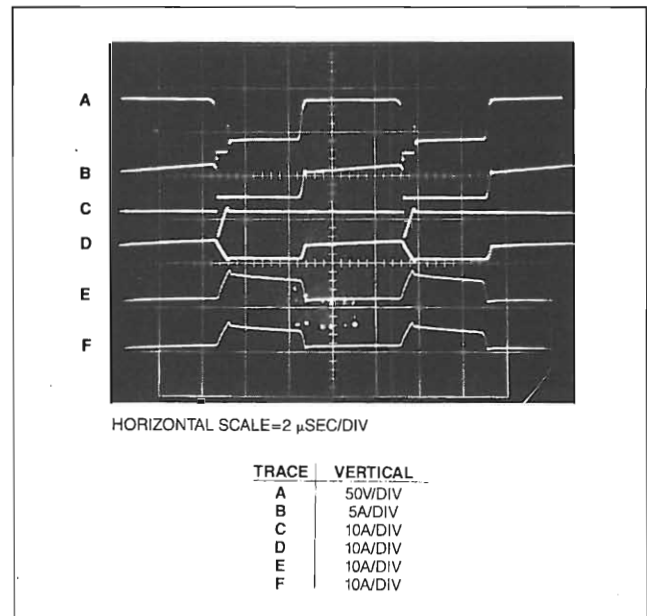 A
B
C
D
E
F
HORIZONTAL SCALE=2 µSEC/DIV
TRACE VERTICAL
A 50V/DIV
B 5A/DIV
C 10A/DIV
D 10A/DIV
E 10A/DIV
F 10A/DIV